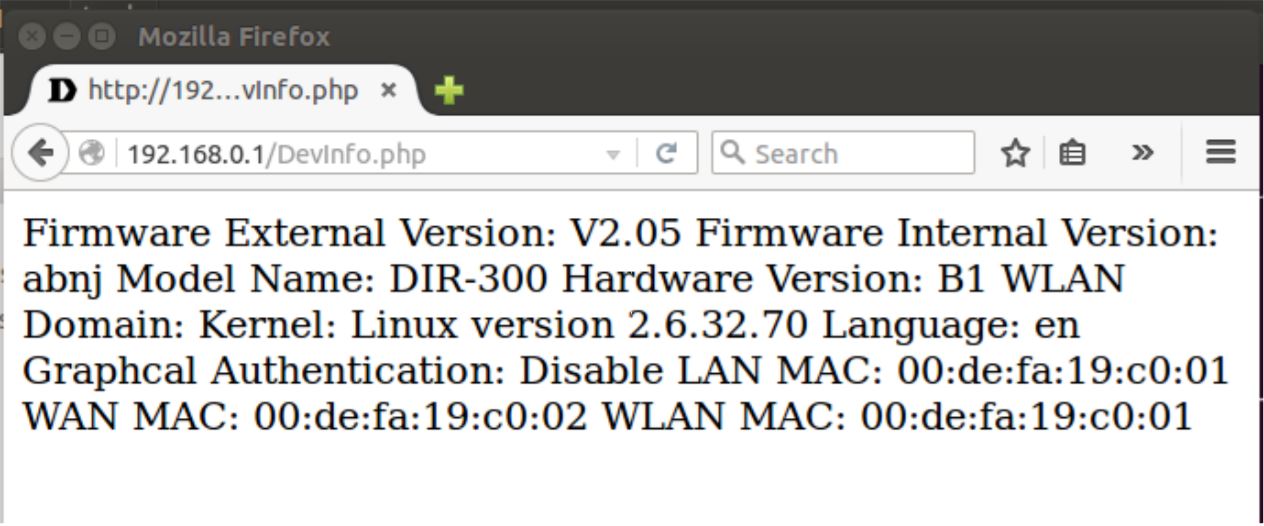 Mozilla Firefox
D http://192...vInfo.php ×
192.168.0.1/DevInfo.php
Search
Firmware External Version: V2.05 Firmware Internal Version:
abnj Model Name: DIR-300 Hardware Version: B1 WLAN
Domain: Kernel: Linux version 2.6.32.70 Language: en
Graphcal Authentication: Disable LAN MAC: 00:de:fa:19:c0:01
WAN MAC: 00:de:fa:19:c0:02 WLAN MAC: 00:de:fa:19:c0:01